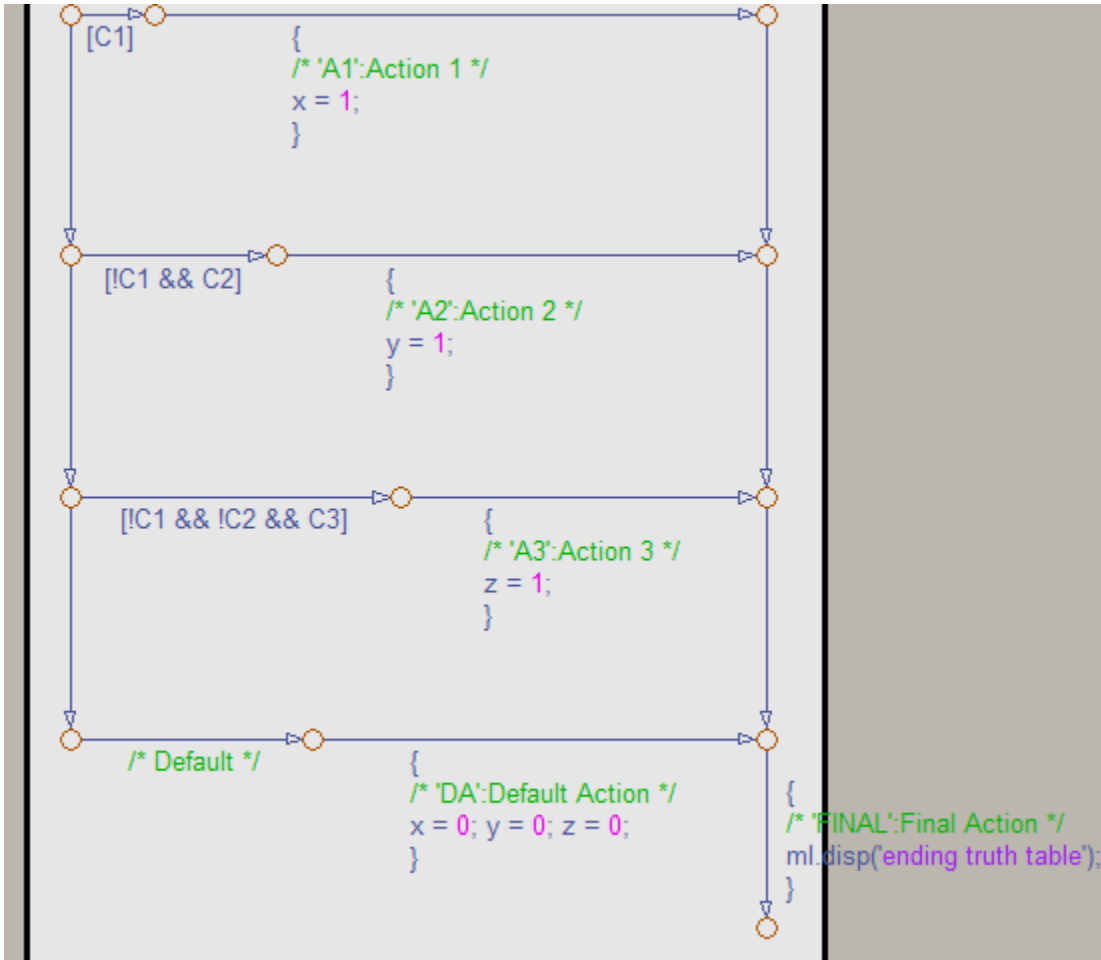 [C1]
{
/* 'A1':Action 1 */
x = 1;
}
[!C1 && C2]
{
/* 'A2':Action 2 */
y = 1;
}
[!C1 && !C2 && C3]
{
/* 'A3':Action 3 */
z = 1;
}
/* Default */
{
/* 'DA':Default Action */
x = 0; y = 0; z = 0;
}
{
/* 'FINAL':Final Action */
ml.disp('ending truth table');
}